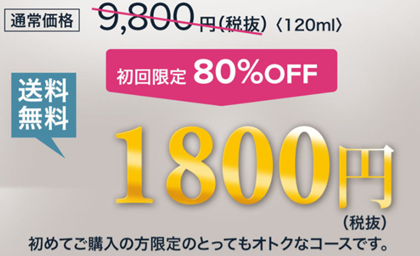 通常価格 9,800円(税抜)〈120ml〉
初回限定 80%OFF
送料
無料
1800円
(税抜)
初めてご購入の方限定のとってもオトクなコースです。